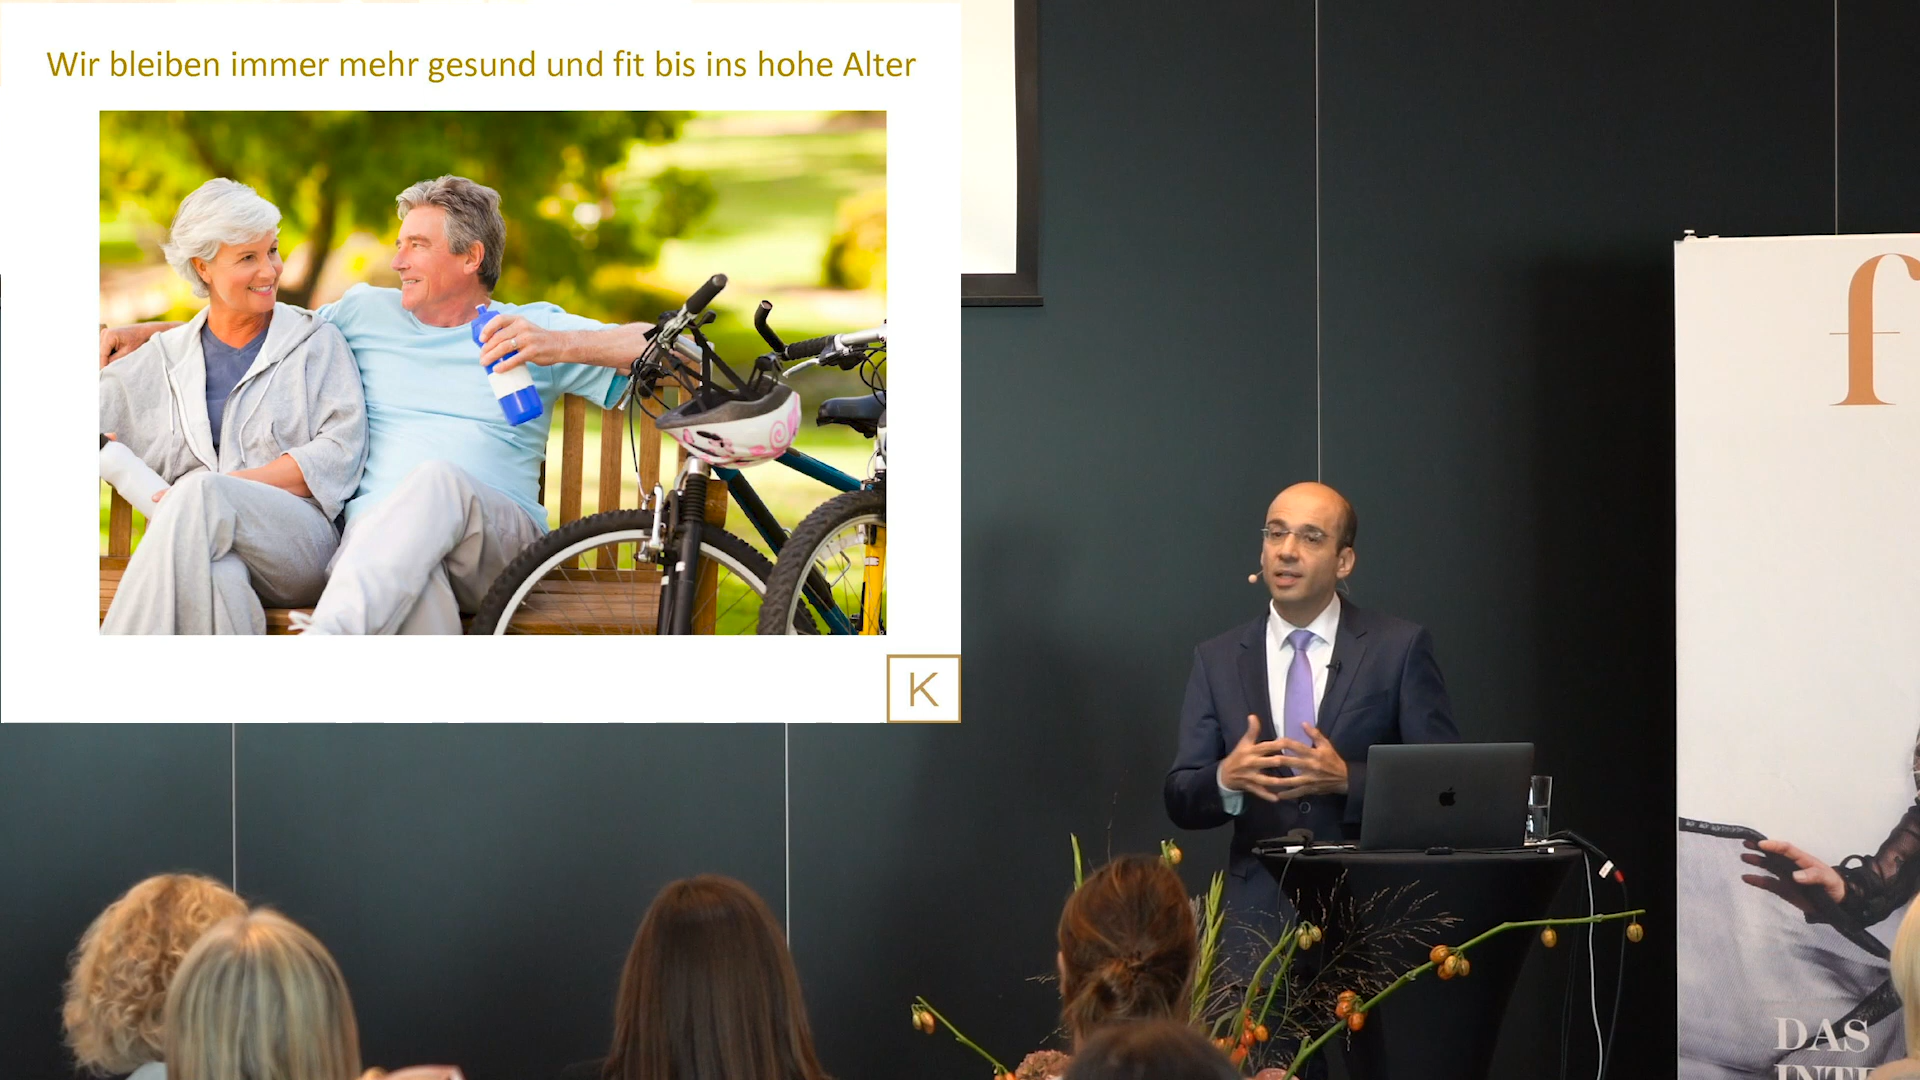 Wir bleiben immer mehr gesund und fit bis ins hohe Alter
K
f
DAS